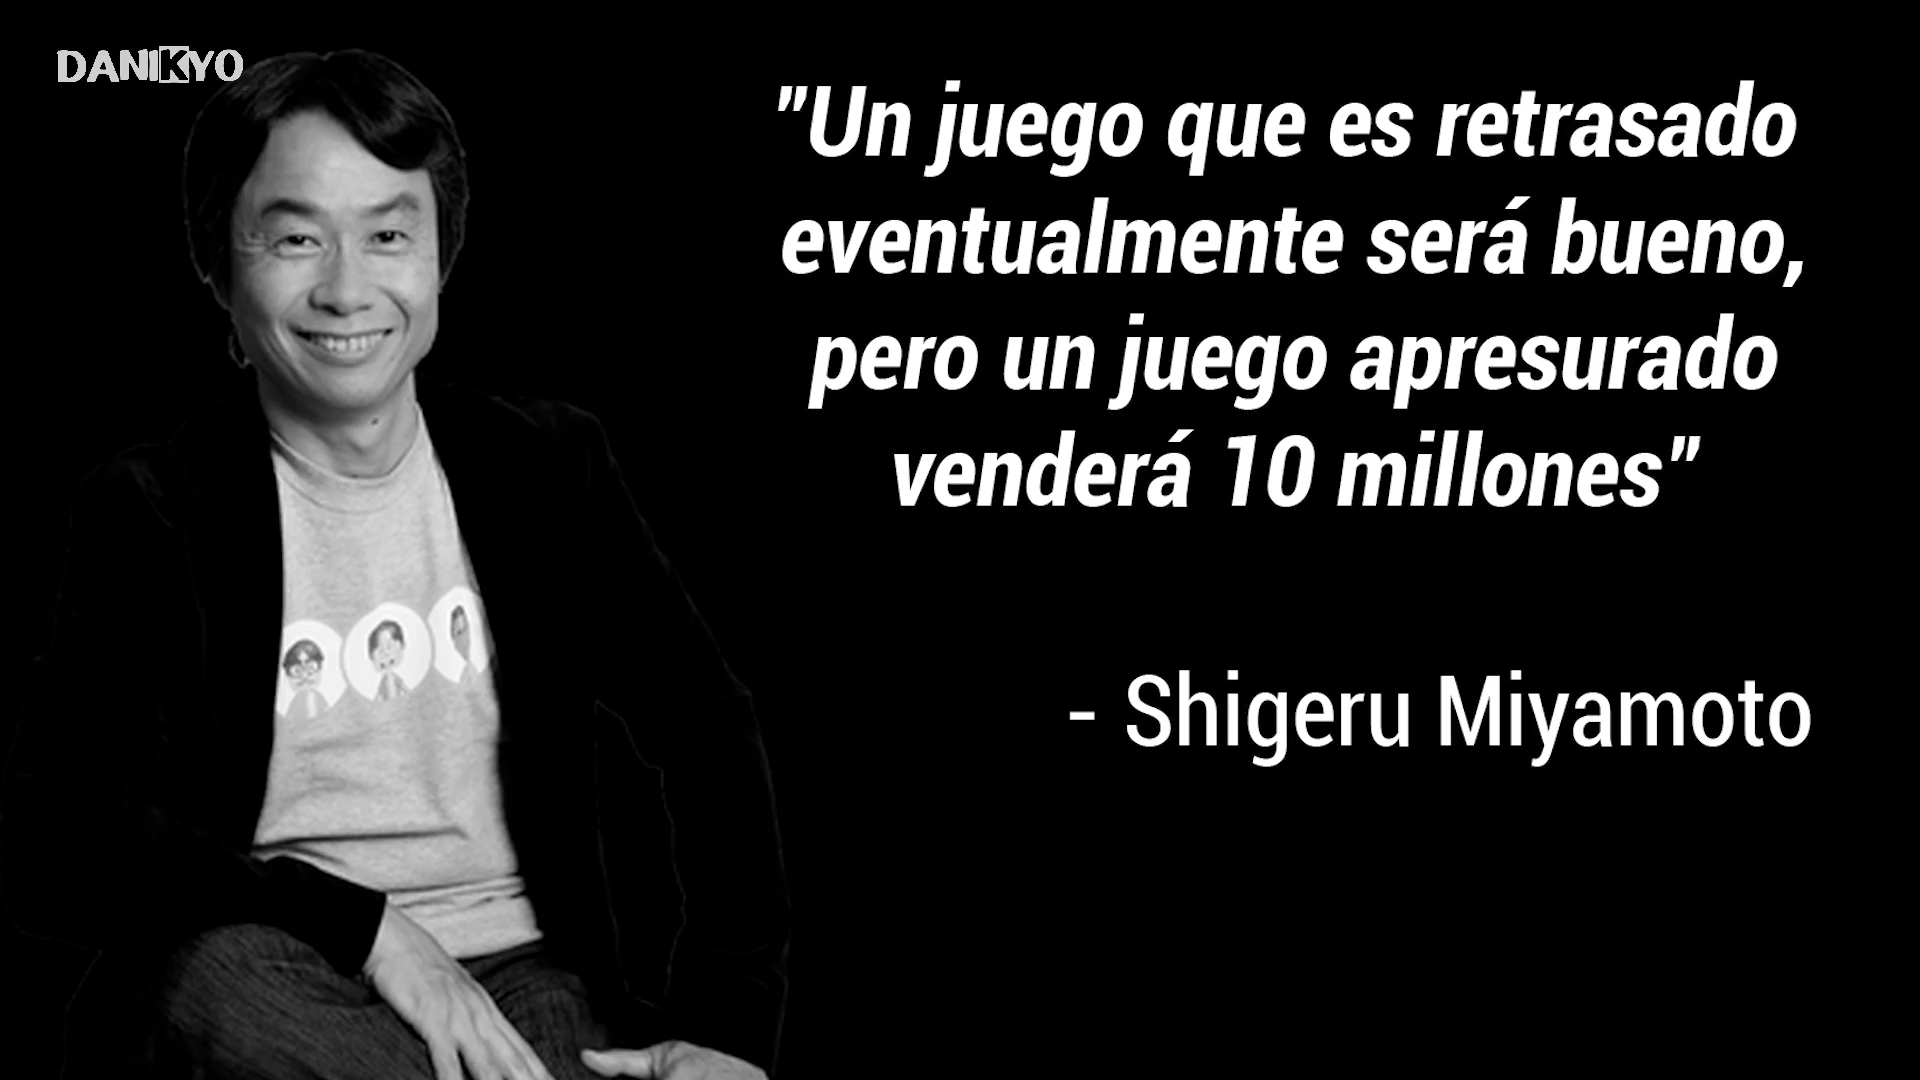 DANIKYO
"Un juego que es retrasado
eventualmente será bueno,
pero un juego apresurado
venderá 10 millones"
- Shigeru Miyamoto